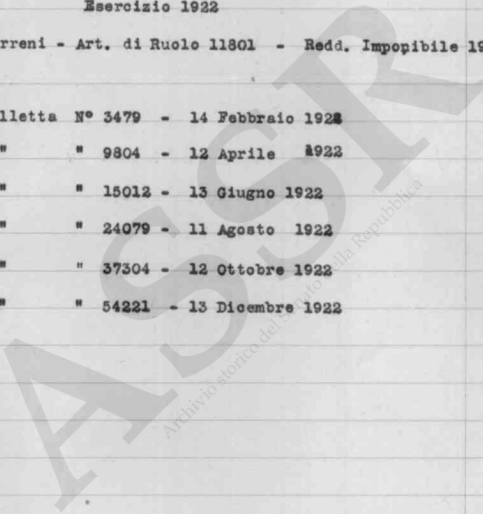 Esercizio 1922
rreni - Art. di Ruolo 11801 - Redd. Impopibile 19
lletta N° 3479 - 14 Febbraio 1922
" " 9804 - 12 Aprile 1922
" " 15012 - 13 Giugno 1922
" " 24079 - 11 Agosto 1922
" " 37304 - 12 Ottobre 1922
" " 54221 - 13 Dicembre 1922
ASSR
Archivio storico del Senato della Repubblica